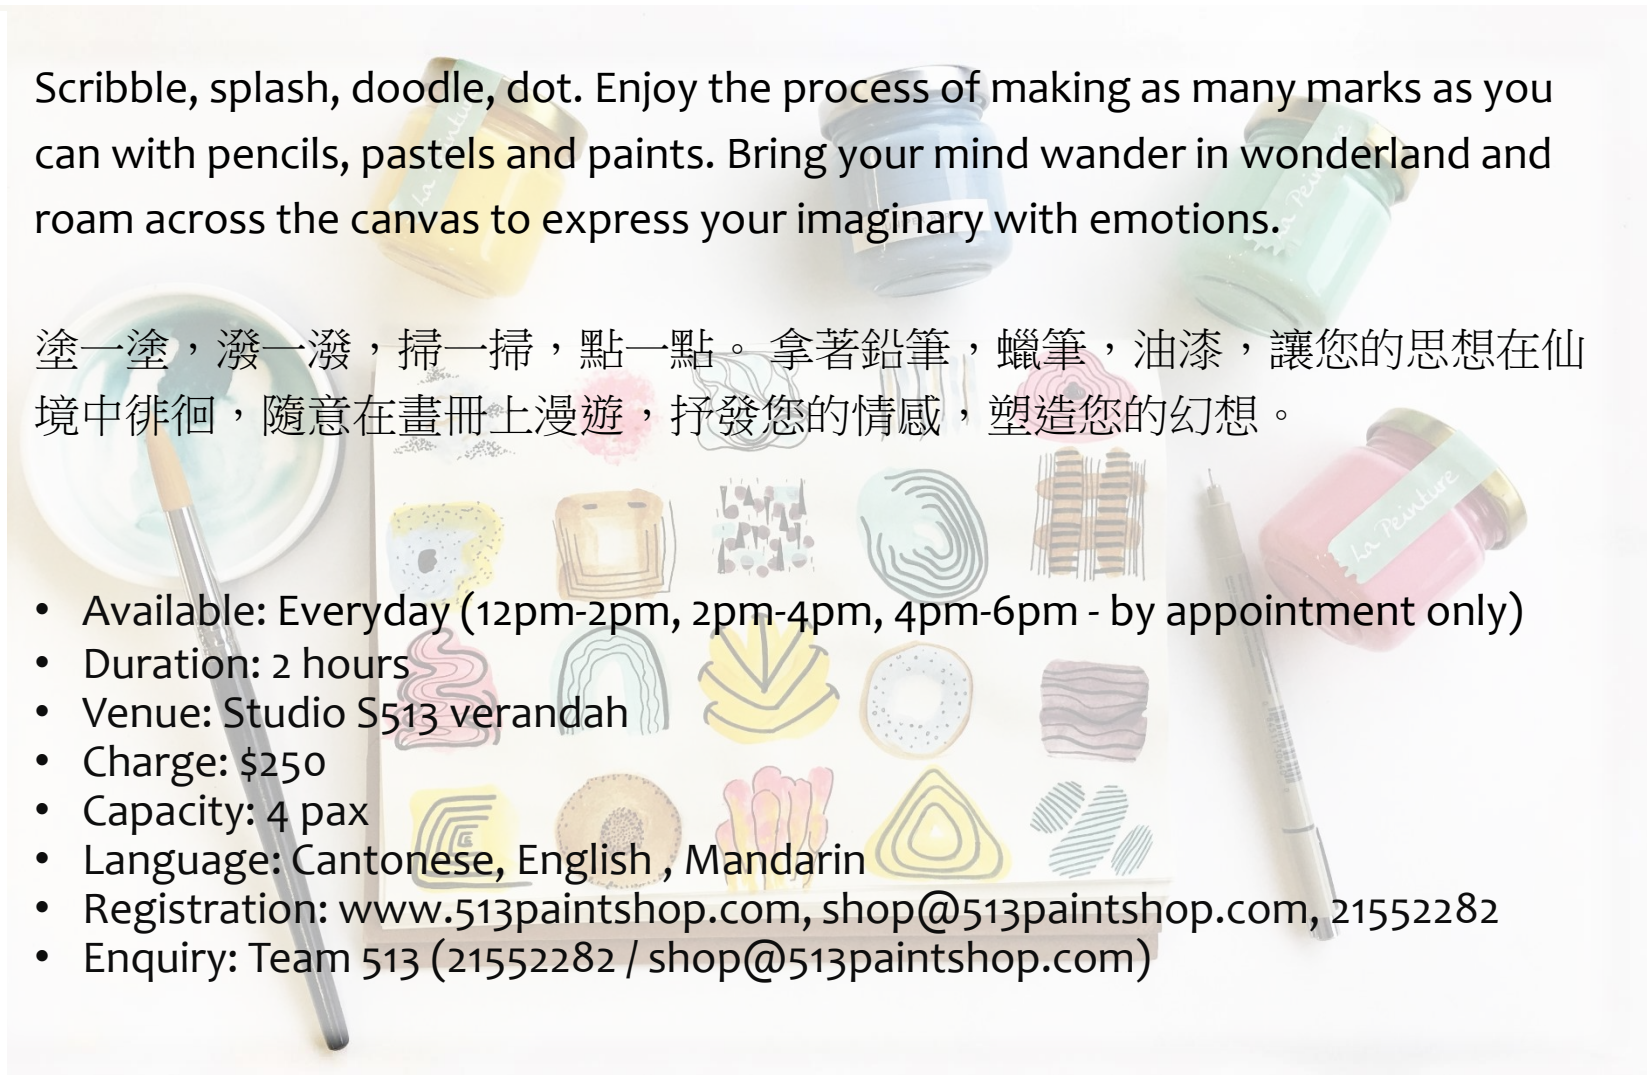 Scribble, splash, doodle, dot. Enjoy the process of making as many marks as you
can with pencils, pastels and paints. Bring your mind wander in wonderland and
roam across the canvas to express your imaginary with emotions.
塗一塗，潑一潑，掃一掃，點一點。 拿著鉛筆，蠟筆，油漆，讓您的思想在仙
境中徘徊，隨意在畫冊上漫遊，抒發您的情感，塑造您的幻想。
• Available: Everyday (12pm-2pm, 2pm-4pm, 4pm-6pm - by appointment only)
• Duration: 2 hours
• Venue: Studio S513 verandah
• Charge: $250
• Capacity: 4 pax
• Language: Cantonese, English , Mandarin
• Registration: www.513paintshop.com, shop@513paintshop.com, 21552282
• Enquiry: Team 513 (21552282 / shop@513paintshop.com)
La Peinture
La Peinture
La Peinture